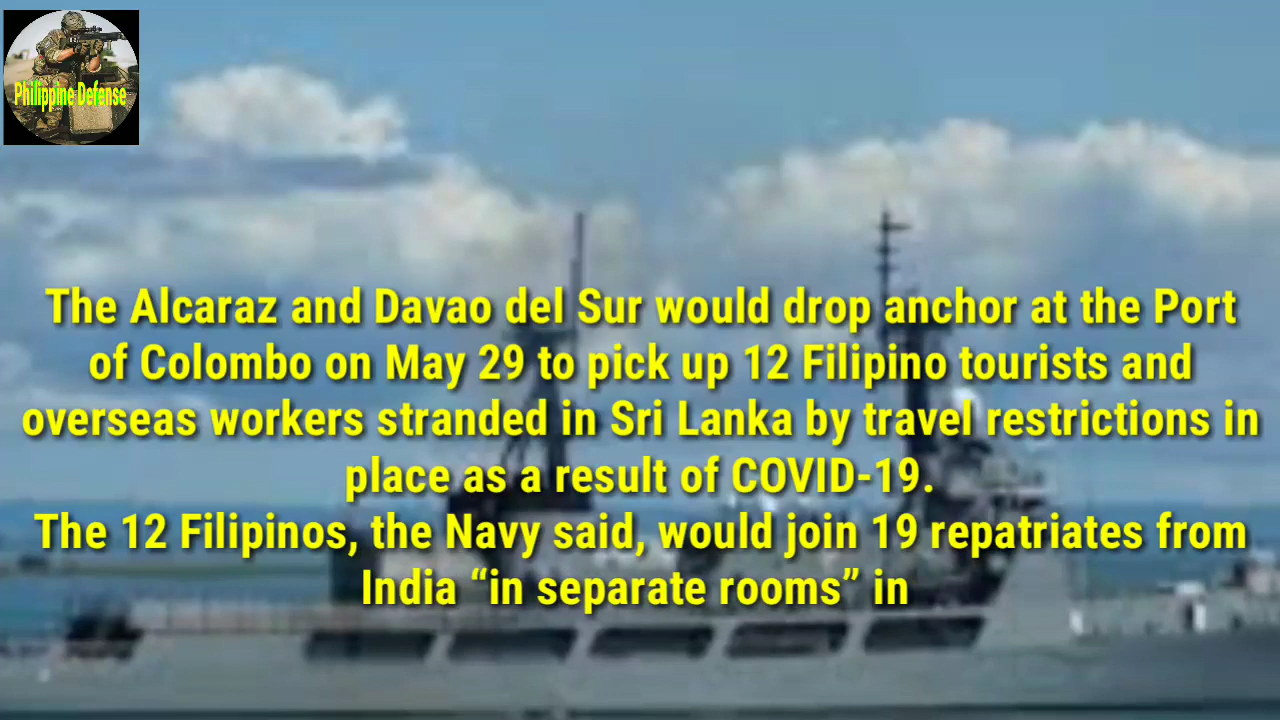 Philippine Defense
The Alcaraz and Davao del Sur would drop anchor at the Port
of Colombo on May 29 to pick up 12 Filipino tourists and
overseas workers stranded in Sri Lanka by travel restrictions in
place as a result of COVID-19.
The 12 Filipinos, the Navy said, would join 19 repatriates from
India “in separate rooms” in